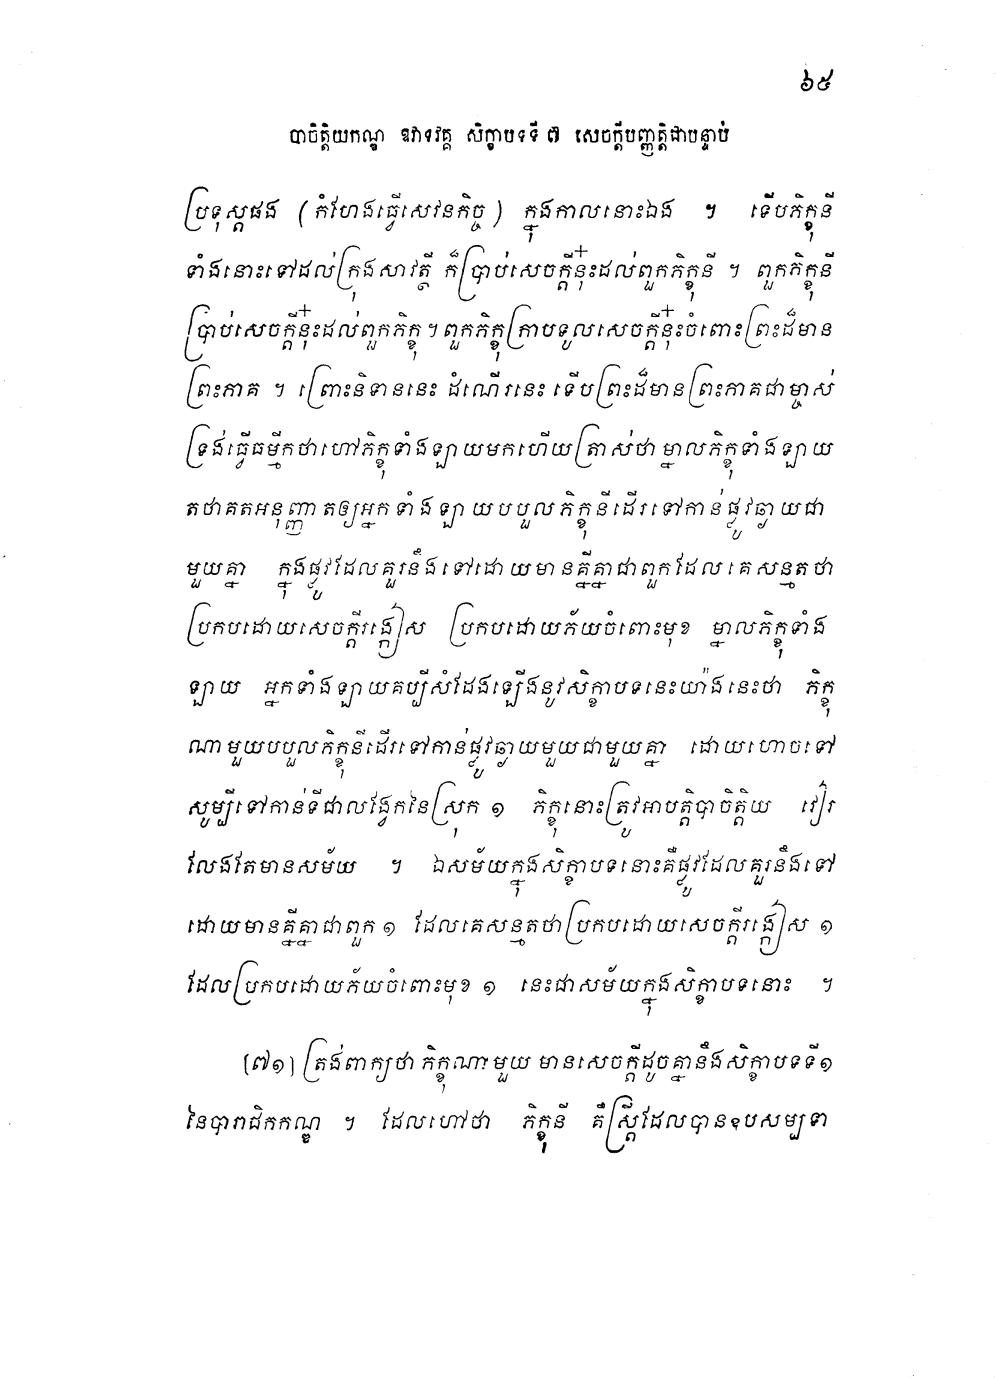 ៦៥
បាចិត្តិយកណ្ឌ ឱវាទវគ្គ សិក្ខាបទទី ៧ សេចក្តីបញ្ញត្តិជាបន្ទាប់
ប្រទុស្តផង (កំហែងធ្វើសេវនកិច្ច) ក្នុងកាលនោះឯង ។ ទើបភិក្ខុនី
ទាំងនោះទៅដល់ក្រុងសាវត្ថី ក៏ប្រាប់សេចក្តីនុ៎ះដល់ពួកភិក្ខុនី ។ ពួកភិក្ខុនី
ប្រាប់សេចក្តីនុ៎ះដល់ពួកភិក្ខុ ។ ពួកភិក្ខុក្រាបទូលសេចក្តីនុ៎ះចំពោះព្រះដ៏មាន
ព្រះភាគ ។ ព្រោះនិទាននេះ ដំណើរនេះ ទើបព្រះដ៏មានព្រះភាគជាម្ចាស់
ទ្រង់ធ្វើធម្មីកថាហៅភិក្ខុទាំងឡាយមកហើយត្រាស់ថា ម្នាលភិក្ខុទាំងឡាយ
តថាគតអនុញ្ញាតឲ្យអ្នកទាំងឡាយបបួលភិក្ខុនីដើរទៅកាន់ផ្លូវឆ្ងាយជា
មួយគ្នា ក្នុងផ្លូវដែលគួរនឹងទៅដោយមានគ្នីគ្នាជាពួកដែលគេសន្មតថា
ប្រកបដោយសេចក្តីរង្កៀស ប្រកបដោយភ័យចំពោះមុខ ម្នាលភិក្ខុទាំង
ឡាយ អ្នកទាំងឡាយគប្បីសំដែងឡើងនូវសិក្ខាបទនេះយ៉ាងនេះថា ភិក្ខុ
ណាមួយបបួលភិក្ខុនីដើរទៅកាន់ផ្លូវឆ្ងាយមួយជាមួយគ្នា ដោយហោចទៅ
សូម្បីទៅកាន់ទីជាលង្វែកនៃស្រុក ១ ភិក្ខុនោះត្រូវអាបត្តិបាចិត្តិយ វៀរ
លែងតែមានសម័យ ។ ឯសម័យក្នុងសិក្ខាបទនោះគឺផ្លូវដែលគួរនឹងទៅ
ដោយមានគ្នីគ្នាជាពួក ១ ដែលគេសន្មតថាប្រកបដោយសេចក្តីរង្កៀស ១
ដែលប្រកបដោយភ័យចំពោះមុខ ១ នេះជាសម័យក្នុងសិក្ខាបទនោះ ។
[៧១] ត្រង់ពាក្យថា ភិក្ខុណាមួយ មានសេចក្តីដូចគ្នានឹងសិក្ខាបទទី១
នៃបារាជិកកណ្ឌ ។ ដែលហៅថា ភិក្ខុនី គឺស្រ្តីដែលបានឧបសម្បទា